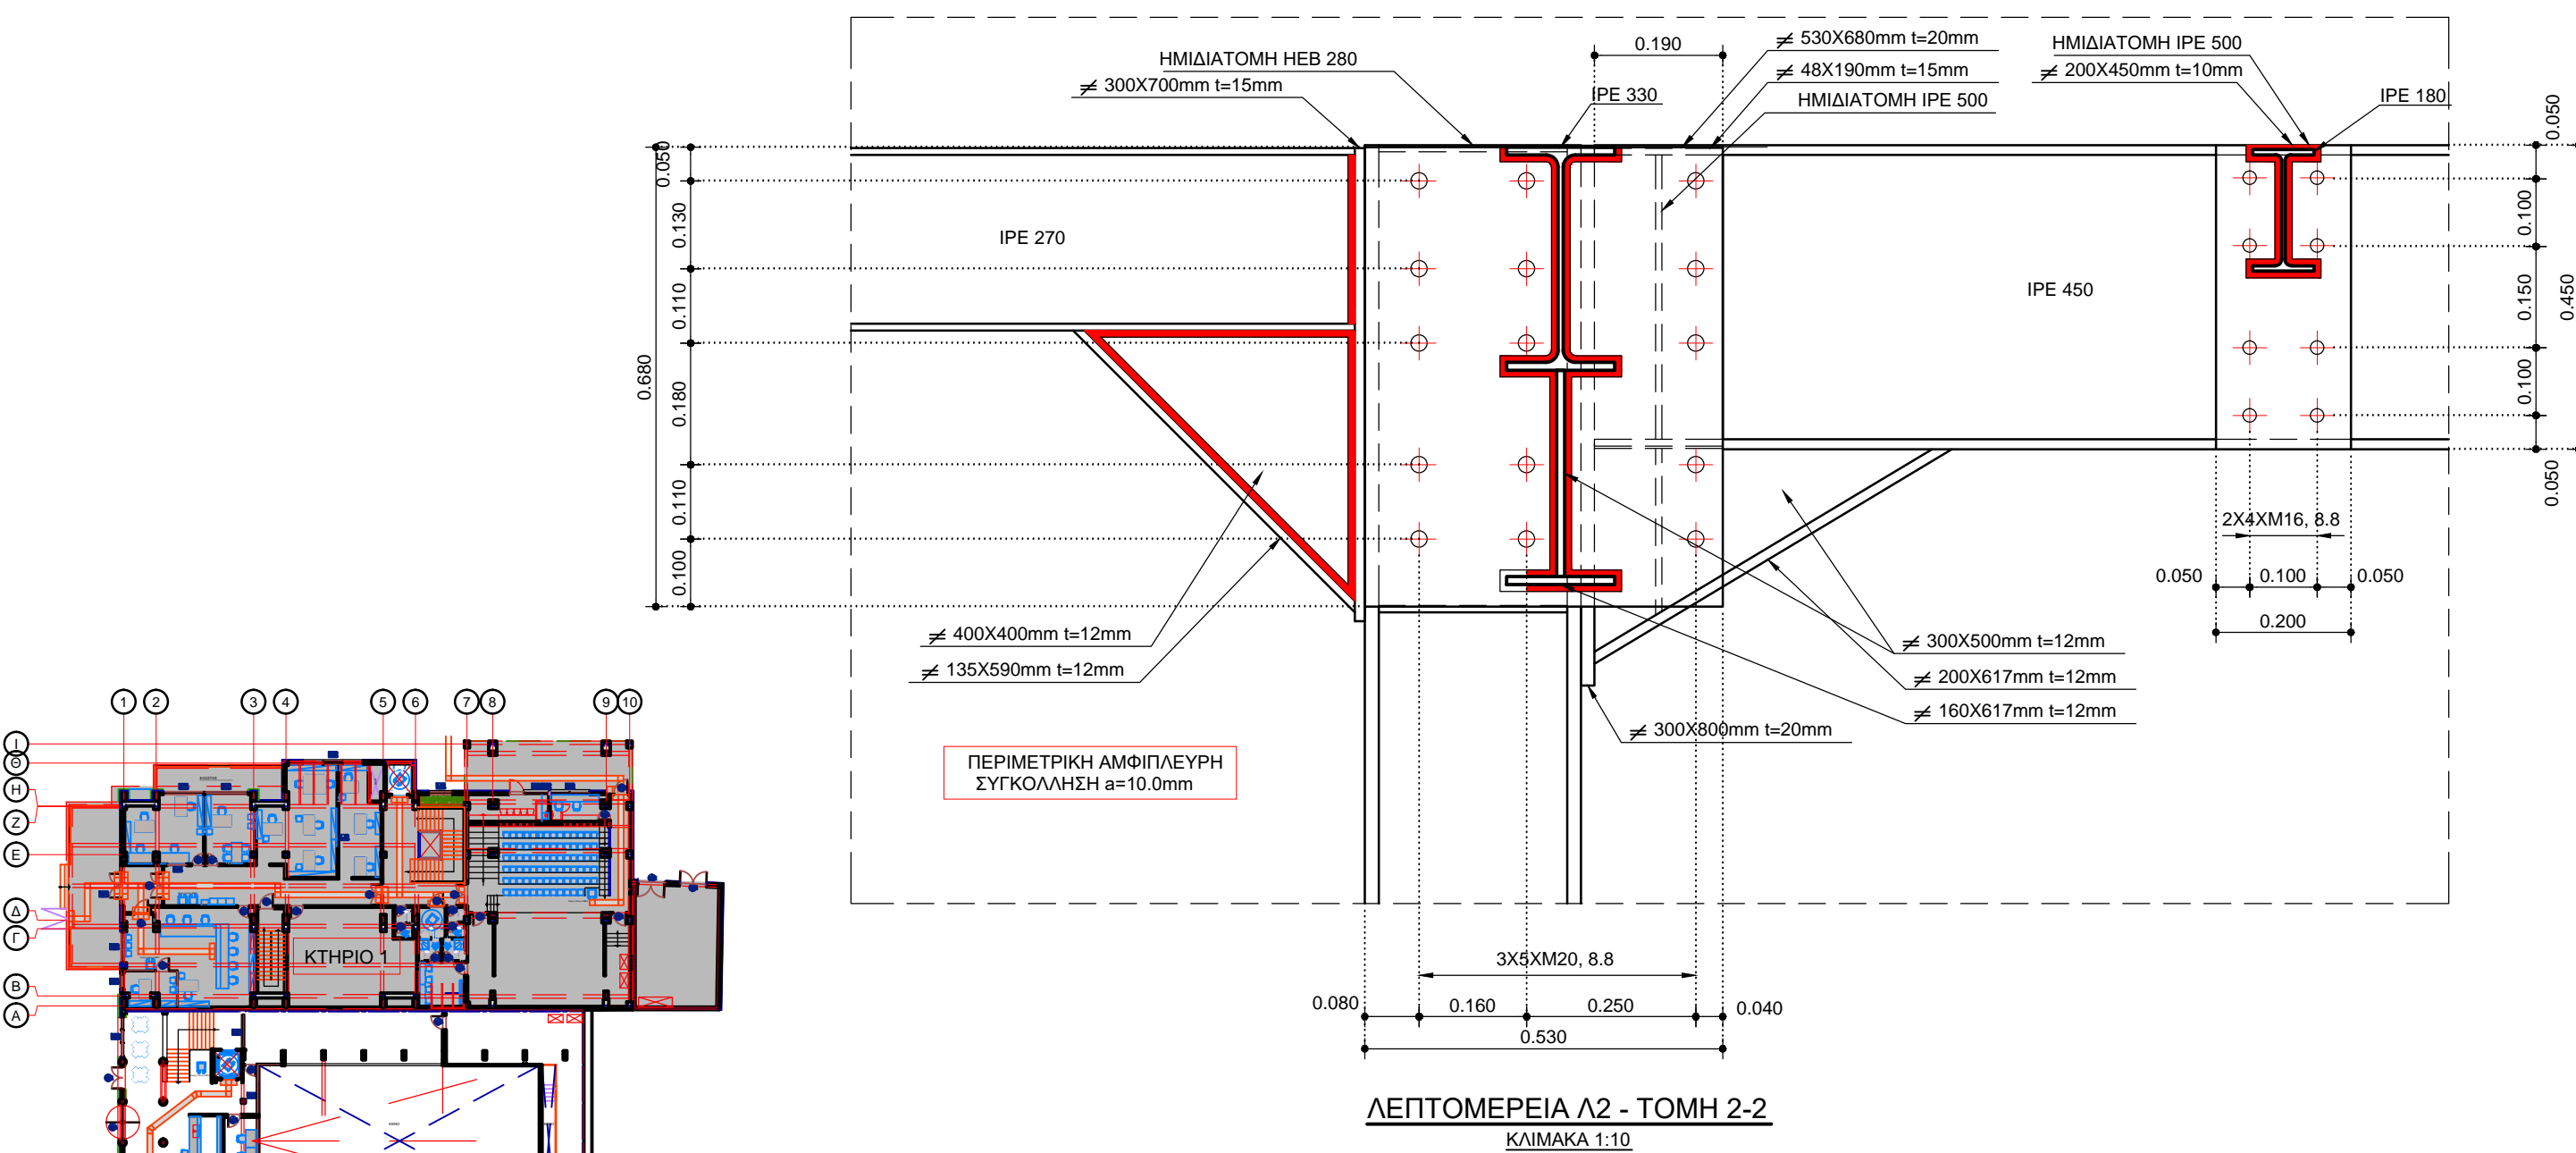 0.190
≠ 530X680mm t=20mm
ΗΜΙΔΙΑΤΟΜΗ IPE 500
ΗΜΙΔΙΑΤΟΜΗ HEB 280
≠ 48X190mm t=15mm
≠ 200X450mm t=10mm
≠ 300X700mm t=15mm
IPE 330
ΗΜΙΔΙΑΤΟΜΗ IPE 500
IPE 180
0.050
0.050
0.130
0.110
0.180
0.110
0.100
0.680
IPE 270
IPE 450
0.100
0.150
0.100
0.450
0.050
2X4XM16, 8.8
0.050
0.100
0.050
0.200
≠ 400X400mm t=12mm
≠ 135X590mm t=12mm
≠ 300X500mm t=12mm
≠ 200X617mm t=12mm
≠ 160X617mm t=12mm
≠ 300X800mm t=20mm
ΠΕΡΙΜΕΤΡΙΚΗ ΑΜΦΙΠΛΕΥΡΗ
ΣΥΓΚΟΛΛΗΣΗ a=10.0mm
1 2 3 4 5 6 7 8 9 10
Ι
Θ
Η
Ζ
Ε
Δ
Γ
Β
Α
ΚΤΗΡΙΟ 1
3X5XM20, 8.8
0.080
0.160
0.250
0.040
0.530
ΛΕΠΤΟΜΕΡΕΙΑ Λ2 - ΤΟΜΗ 2-2
ΚΛΙΜΑΚΑ 1:10